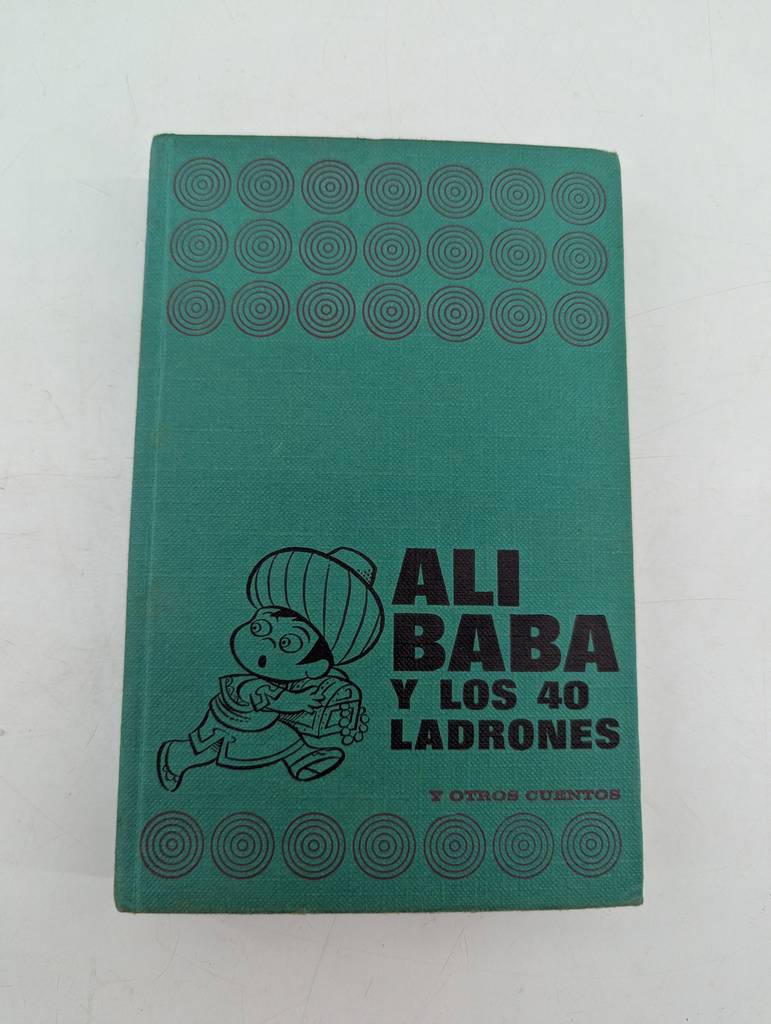 ALI
BABA
Y LOS 40
LADRONES
Y OTROS CUENTOS